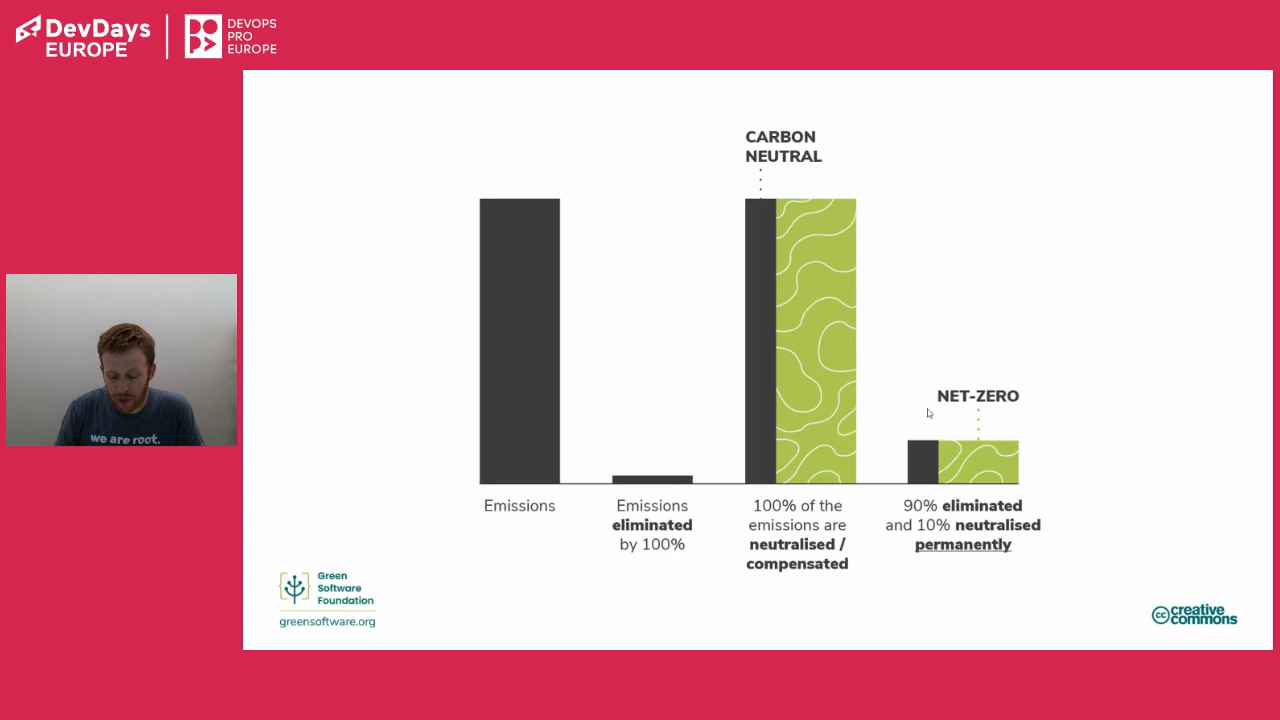 DevDays
EUROPE
DEVOPS
PRO
EUROPE
CARBON
NEUTRAL
NET-ZERO
Emissions
Emissions
eliminated
by 100%
100% of the
emissions are
neutralised /
compensated
90% eliminated
and 10% neutralised
permanently
we are root.
Green
Software
Foundation
greensoftware.org
cc creative
commons